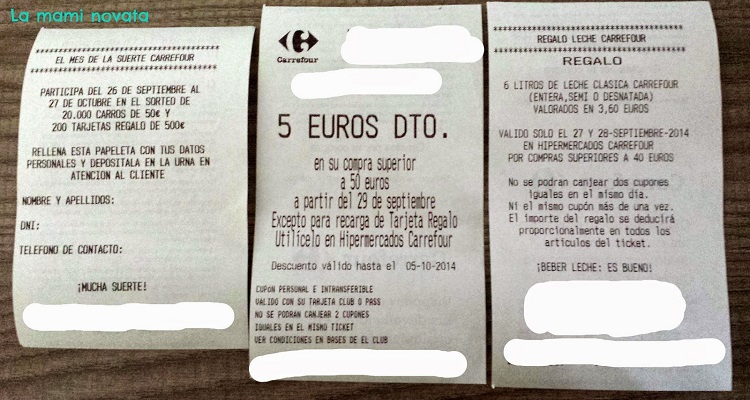 La mami novata
EL MES DE LA SUERTE CARREFOUR
PARTICIPA DEL 26 DE SEPTIEMBRE AL
27 DE OCTUBRE EN EL SORTEO DE
20.000 CARROS DE 50€ Y
200 TARJETAS REGALO DE 500€
RELLENA ESTA PAPELETA CON TUS DATOS
PERSONALES Y DEPOSITALA EN LA URNA EN
ATENCION AL CLIENTE
NOMBRE Y APELLIDOS:
DNI:
TELEFONO DE CONTACTO:
¡MUCHA SUERTE!
Carrefour
5 EUROS DTO.
en su compra superior
a 50 euros
a partir del 29 de septiembre
Excepto para recarga de Tarjeta Regalo
Utilícelo en Hipermercados Carrefour
Descuento válido hasta el 05-10-2014
CUPóN PERSONAL E INTRANSFERIBLE
VALIDO CON SU TARJETA CLUB O PASS
NO SE PODRAN CANJEAR 2 CUPONES
IGUALES EN EL MISMO TICKET
VER CONDICIONES EN BASES DE EL CLUB
REGALO LECHE CARREFOUR
REGALO
6 LITROS DE LECHE CLASICA CARREFOUR
(ENTERA,SEMI O DESNATADA)
VALORADOS EN 3,60 EUROS
VALIDO SOLO EL 27 Y 28-SEPTIEMBRE-2014
EN HIPERMERCADOS CARREFOUR
POR COMPRAS SUPERIORES A 40 EUROS
No se podran canjear dos cupones
iguales en el mismo día.
Ni el mismo cupón más de una vez.
El importe del regalo se deducirá
proporcionalmente en todos los
artículos del ticket.
¡BEBER LECHE: ES BUENO!